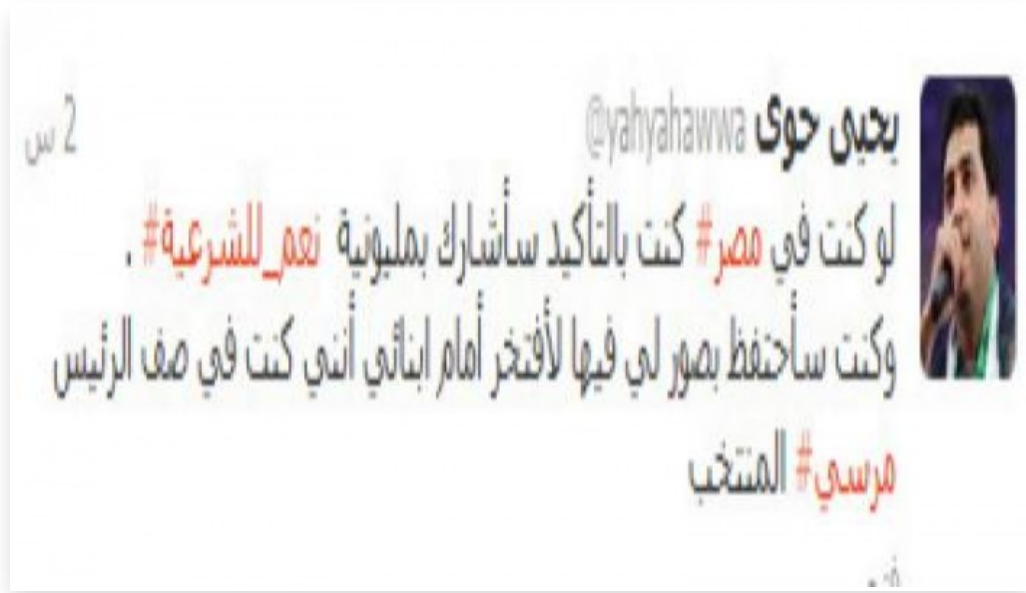 يحيى حوى @yahyahawwa 2 س
لو كنت في #مصر كنت بالتأكيد سأشارك بمليونية #نعم_للشرعية .
وكنت سأحتفظ بصور لي فيها لأفتخر أمام ابنائي أنني كنت في صف الرئيس
#مرسي المنتخب